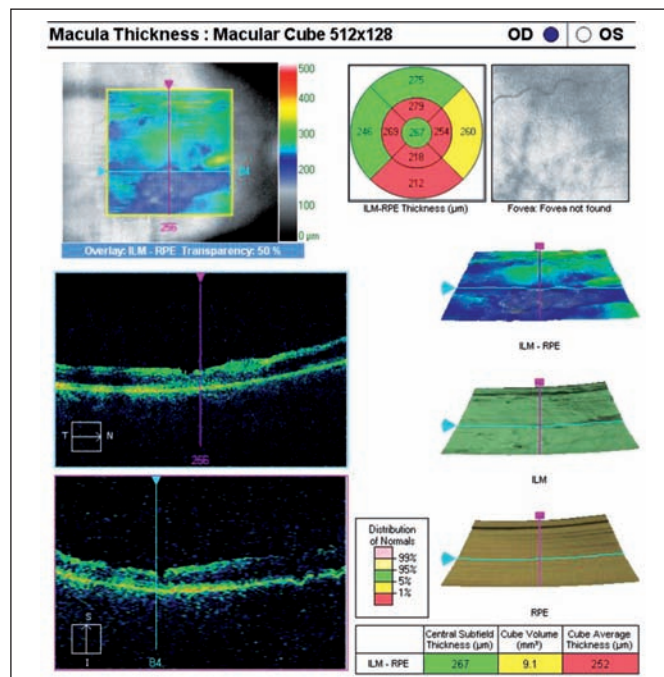 Macula Thickness : Macular Cube 512x128 OD OS
500
400
300
200
100
0 µm
84
256
Overlay: ILM - RPE Transparency: 50 %
275
279
246 269 267 254 260
218
212
ILM-RPE Thickness (µm)
Fovea: Fovea not found
ILM - RPE
256
T N
ILM
84
S
I
RPE
Distribution
of Normals
99%
95%
5%
1%
Central Subfield Thickness (µm) Cube Volume (mm³) Cube Average Thickness (µm)
ILM - RPE 267 9.1 252